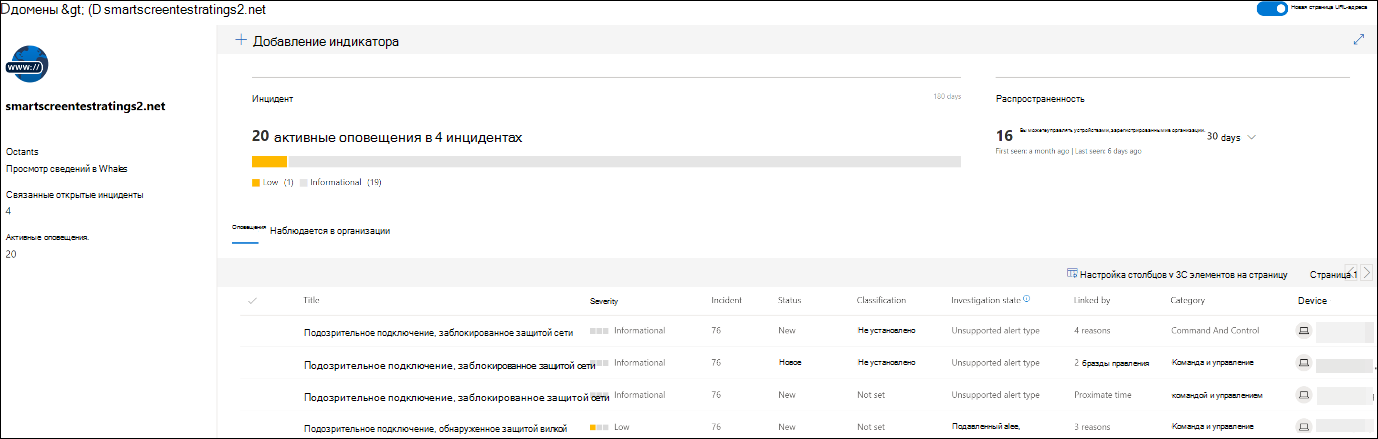 Dдомены &gt; (D smartscreentestratings2.net
Новая страница URL-адреса
www://
smartscreentestratings2.net
Octants
Просмотр сведений в Whales
Связанные открытые инциденты
4
Активные оповещения.
20
+ Добавление индикатора
Инцидент 180 days
20 активные оповещения в 4 инцидентах
Low (1) Informational (19)
Распространенность
16 Вы можете управлять устройствами, зарегистрированными в организации. 30 days
First seen: a month ago | Last seen: 6 days ago
Оповещения Наблюдается в организации
Настройка столбцов v 3C элементов на страницу Страница 1
Title Severity Incident Status Classification Investigation state Linked by Category Device
Подозрительное подключение, заблокированное защитой сети Informational 76 New Не установлено Unsupported alert type 4 reasons Command And Control
Подозрительное подключение, заблокированное защитой сети Informational 76 Новое Не установлено Unsupported alert type 2 бразды правления Команда и управление
Подозрительное подключение, заблокированное защитой сети Informational 76 New Not set Unsupported alert type Proximate time командой и управлением
Подозрительное подключение, обнаруженное защитой вилкой Low 76 New Not set Подавленный alee, 3 reasons Команда и управление